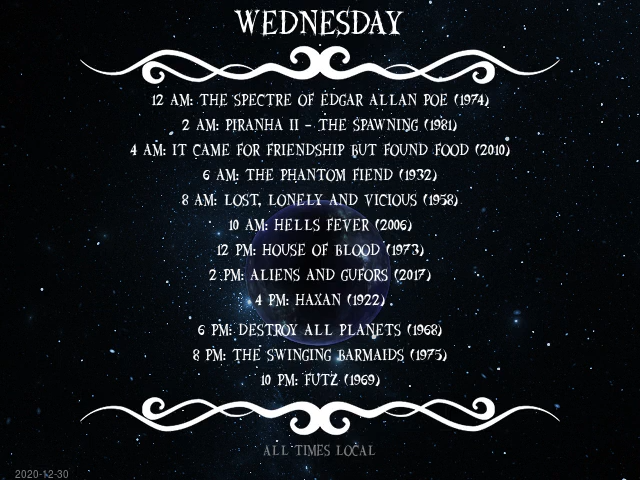 WEDNESDAY
12 AM: THE SPECTRE OF EDGAR ALLAN POE (1974)
2 AM: PIRANHA II - THE SPAWNING (1981)
4 AM: IT CAME FOR FRIENDSHIP BUT FOUND FOOD (2010)
6 AM: THE PHANTOM FIEND (1932)
8 AM: LOST, LONELY AND VICIOUS (1958)
10 AM: HELLS FEVER (2006)
12 PM: HOUSE OF BLOOD (1973)
2 PM: ALIENS AND GUFORS (2017)
4 PM: HAXAN (1922)
6 PM: DESTROY ALL PLANETS (1968)
8 PM: THE SWINGING BARMAIDS (1975)
10 PM: FUTZ (1969)
ALL TIMES LOCAL
2020-12-30